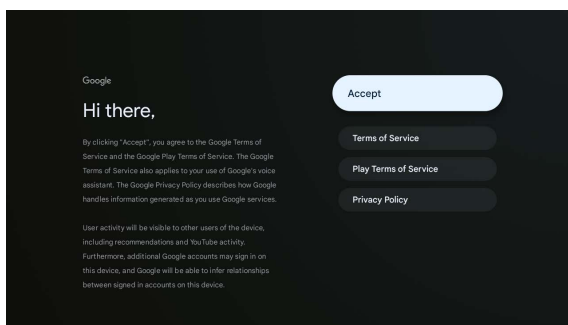 Google
Hi there,
By clicking "Accept", you agree to the Google Terms of
Service and the Google Play Terms of Service. The Google
Terms of Service also applies to your use of Google's voice
assistant. The Google Privacy Policy describes how Google
handles information generated as you use Google services.
User activity will be visible to other users of the device,
including recommendations and YouTube activity.
Furthermore, additional Google accounts may sign in on
this device, and Google will be able to infer relationships
between signed in accounts on this device.
Accept
Terms of Service
Play Terms of Service
Privacy Policy